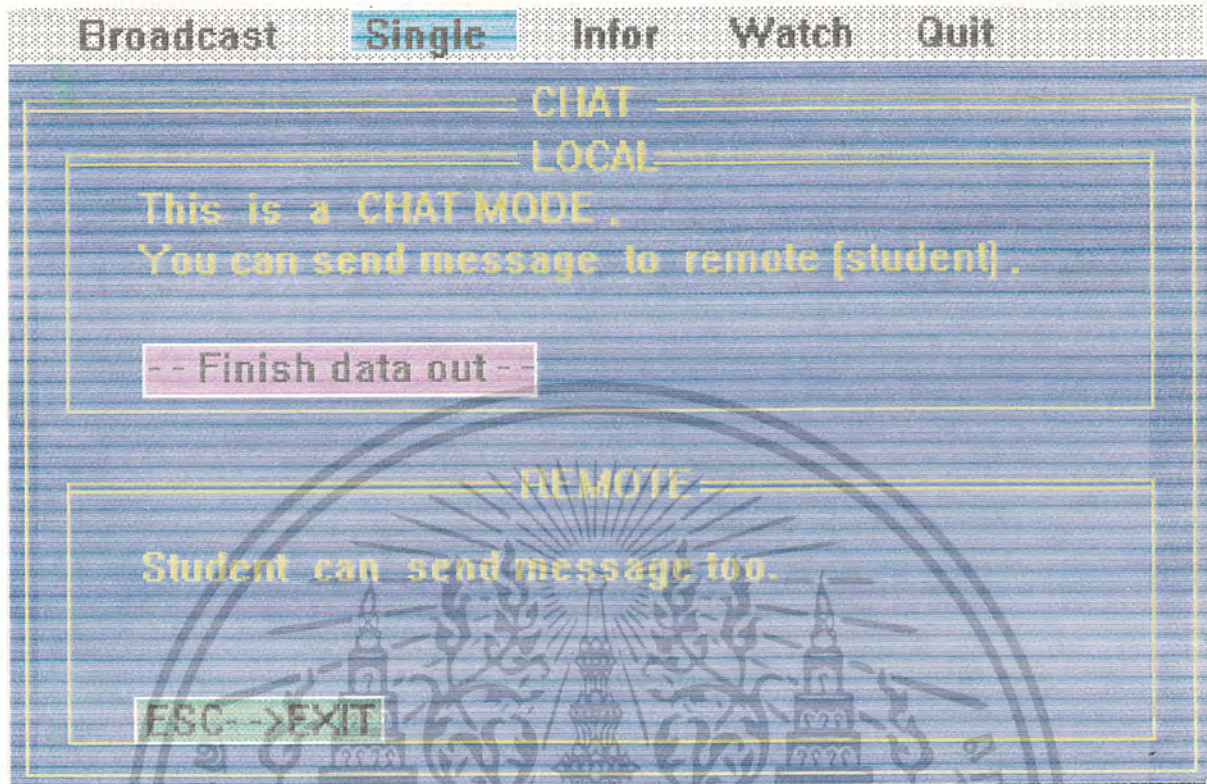 Broadcast Single Infor Watch Quit
CHAT
LOCAL
This is a CHAT MODE .
You can send message to remote (student) .
- - Finish data out - -
REMOTE
Student can send message too.
ESC-->EXIT